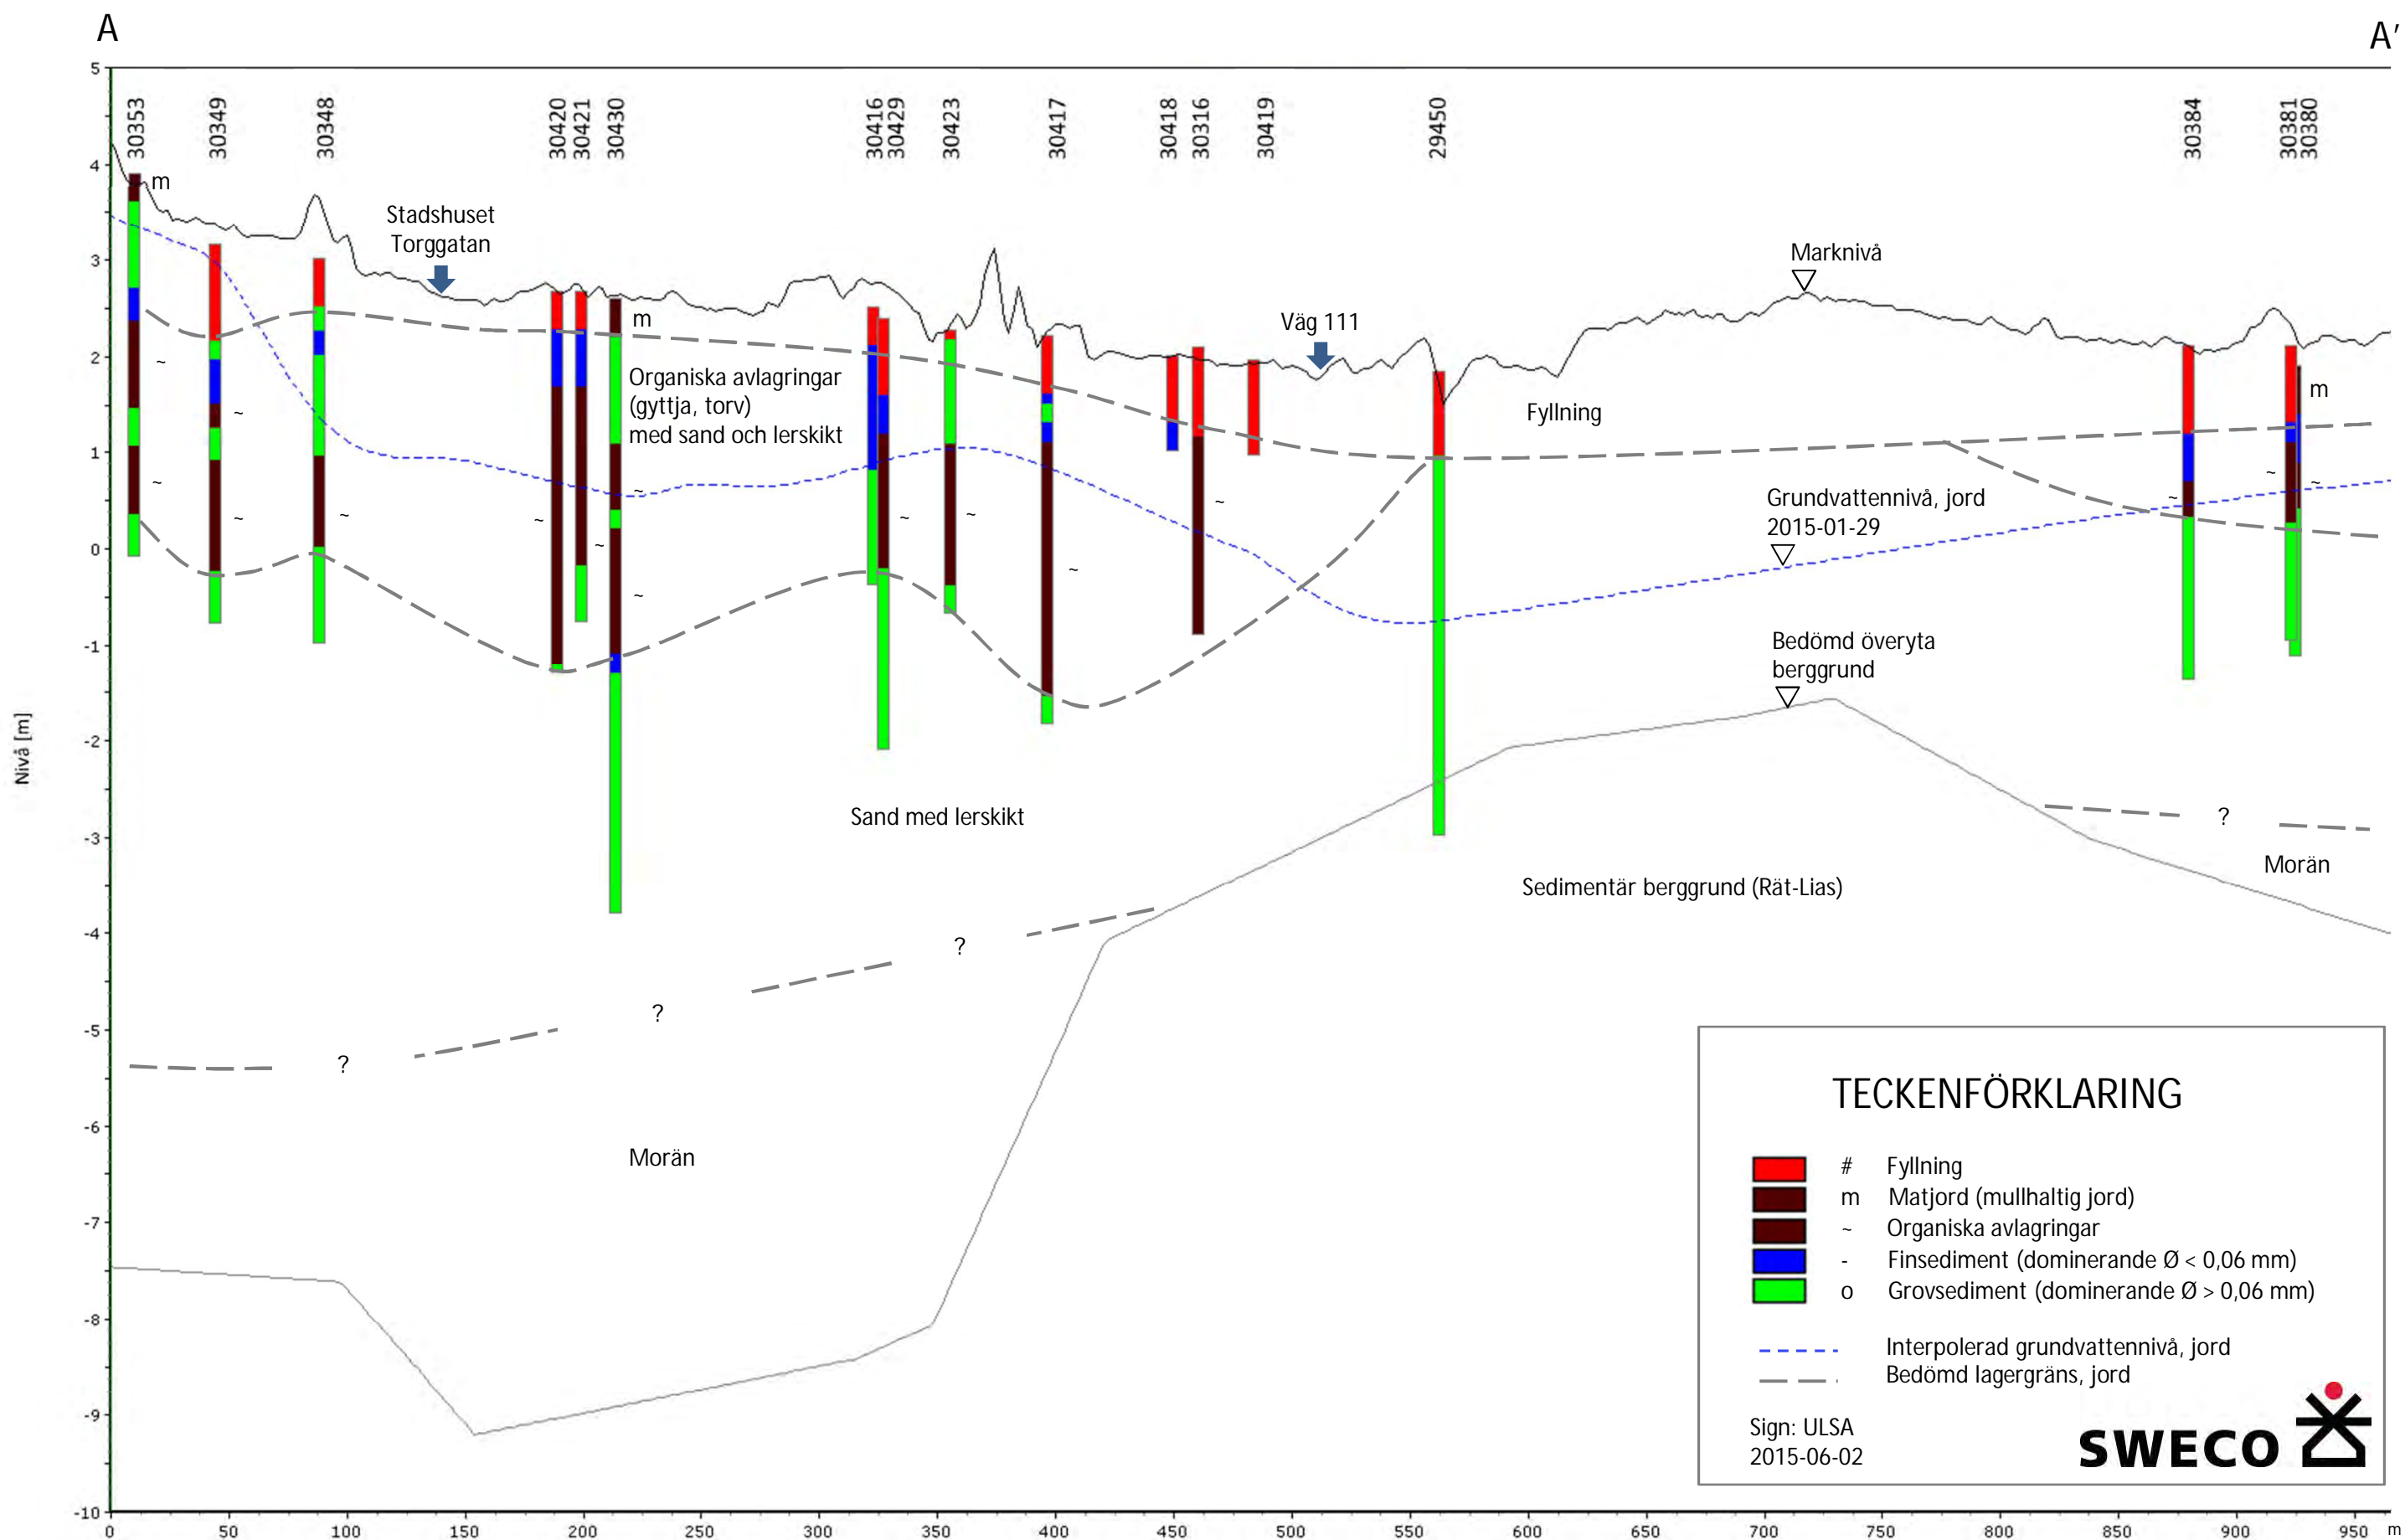 A
A′
5
30353
30349
30348
30420
30421
30430
30416
30429
30423
30417
30418
30316
30419
29450
30384
30381
30380
4
m
Stadshuset
Torggatan
Marknivå
3
Väg 111
m
2
~
Organiska avlagringar
(gyttja, torv)
med sand och lerskikt
Fyllning
m
~
1
~
~
~
~
~
Grundvattennivå, jord
2015-01-29
~
~
~
~
~
~
~
~
0
~
~
~
-1
Bedömd överyta
berggrund
Nivå [m]
-2
Sand med lerskikt
?
-3
Morän
Sedimentär berggrund (Rät-Lias)
-4
?
?
-5
?
-6
Morän
-7
-8
-9
-10
TECKENFÖRKLARING
# Fyllning
m Matjord (mullhaltig jord)
~ Organiska avlagringar
- Finsediment (dominerande Ø < 0,06 mm)
o Grovsediment (dominerande Ø > 0,06 mm)
Interpolerad grundvattennivå, jord
Bedömd lagergräns, jord
Sign: ULSA
2015-06-02
SWECO
0 50 100 150 200 250 300 350 400 450 500 550 600 650 700 750 800 850 900 950 m